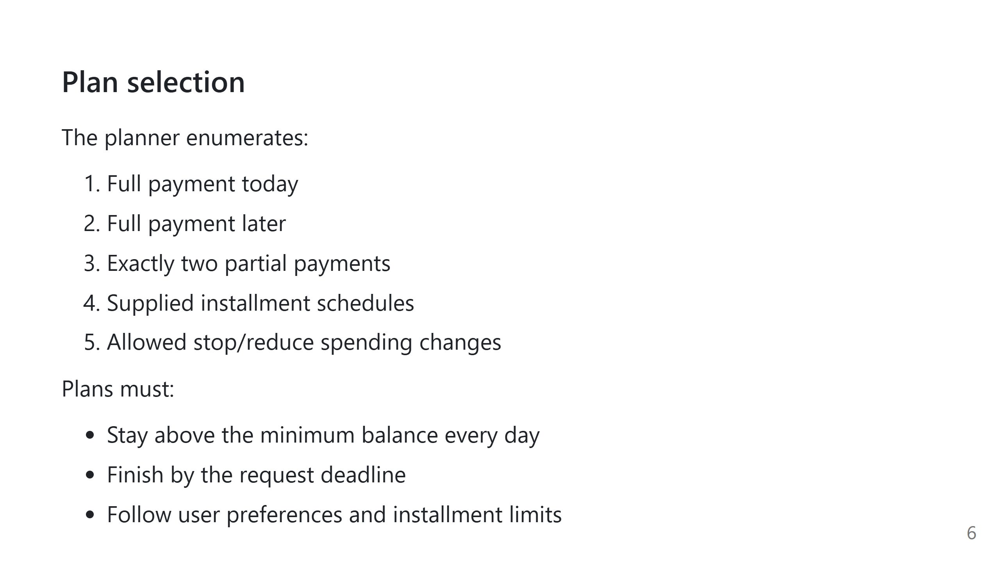 Plan selection
The planner enumerates:
1. Full payment today
2. Full payment later
3. Exactly two partial payments
4. Supplied installment schedules
5. Allowed stop/reduce spending changes
Plans must:
• Stay above the minimum balance every day
• Finish by the request deadline
• Follow user preferences and installment limits
6